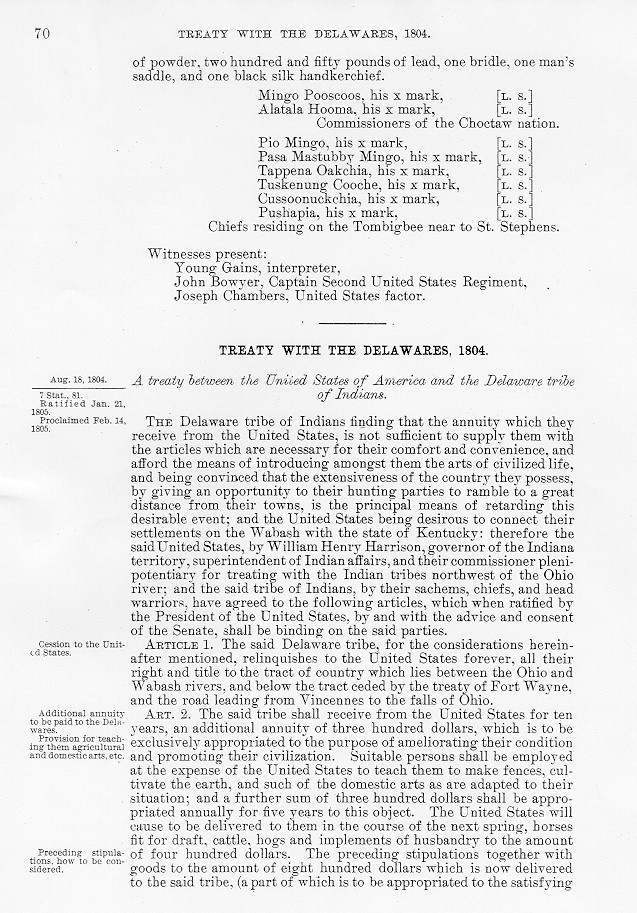 70
TREATY WITH THE DELAWARES, 1804.
of powder, two hundred and fifty pounds of lead, one bridle, one man's
saddle, and one black silk handkerchief.
Mingo Pooscoos, his x mark, [L. S.]
Alatala Hooma, his x mark, [L. S.]
Commissioners of the Choctaw nation.
Pio Mingo, his x mark, [L. S.]
Pasa Mastubby Mingo, his x mark, [L. S.]
Tappena Oakchia, his x mark, [L. S.]
Tuskenung Cooche, his x mark, [L. S.]
Cussoonuckchia, his x mark, [L. S.]
Pushapia, his x mark, [L. S.]
Chiefs residing on the Tombigbee near to St. Stephens.
Witnesses present:
Young Gains, interpreter,
John Bowyer, Captain Second United States Regiment,
Joseph Chambers, United States factor.
TREATY WITH THE DELAWARES, 1804.
Aug. 18, 1804.
7 Stat., 81.
Ratified Jan. 21,
1805.
Proclaimed Feb. 14,
1805.
A treaty between the United States of America and the Delaware tribe
of Indians.
THE Delaware tribe of Indians finding that the annuity which they
receive from the United States, is not sufficient to supply them with
the articles which are necessary for their comfort and convenience, and
afford the means of introducing amongst them the arts of civilized life,
and being convinced that the extensiveness of the country they possess,
by giving an opportunity to their hunting parties to ramble to a great
distance from their towns, is the principal means of retarding this
desirable event; and the United States being desirous to connect their
settlements on the Wabash with the state of Kentucky: therefore the
said United States, by William Henry Harrison, governor of the Indiana
territory, superintendent of Indian affairs, and their commissioner pleni-
potentiary for treating with the Indian tribes northwest of the Ohio
river; and the said tribe of Indians, by their sachems, chiefs, and head
warriors, have agreed to the following articles, which when ratified by
the President of the United States, by and with the advice and consent
of the Senate, shall be binding on the said parties.
Cession to the Unit-
ed States.
ARTICLE 1. The said Delaware tribe, for the considerations herein-
after mentioned, relinquishes to the United States forever, all their
right and title to the tract of country which lies between the Ohio and
Wabash rivers, and below the tract ceded by the treaty of Fort Wayne,
and the road leading from Vincennes to the falls of Ohio.
Additional annuity
to be paid to the Dela-
wares.
Provision for teach-
ing them agricultural
and domestic arts, etc.
ART. 2. The said tribe shall receive from the United States for ten
years, an additional annuity of three hundred dollars, which is to be
exclusively appropriated to the purpose of ameliorating their condition
and promoting their civilization. Suitable persons shall be employed
at the expense of the United States to teach them to make fences, cul-
tivate the earth, and such of the domestic arts as are adapted to their
situation; and a further sum of three hundred dollars shall be appro-
priated annually for five years to this object. The United States will
cause to be delivered to them in the course of the next spring, horses
fit for draft, cattle, hogs and implements of husbandry to the amount
Preceding stipula-
tions, how to be con-
sidered.
of four hundred dollars. The preceding stipulations together with
goods to the amount of eight hundred dollars which is now delivered
to the said tribe, (a part of which is to be appropriated to the satisfying